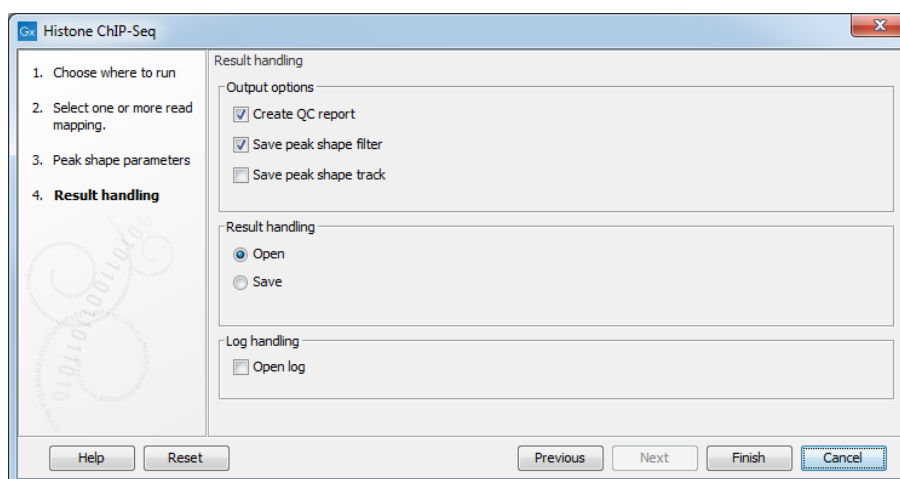 Gx Histone ChIP-Seq
1. Choose where to run
2. Select one or more read
mapping.
3. Peak shape parameters
4. Result handling
Result handling
Output options
Create QC report
Save peak shape filter
Save peak shape track
Result handling
Open
Save
Log handling
Open log
Help Reset Previous Next Finish Cancel